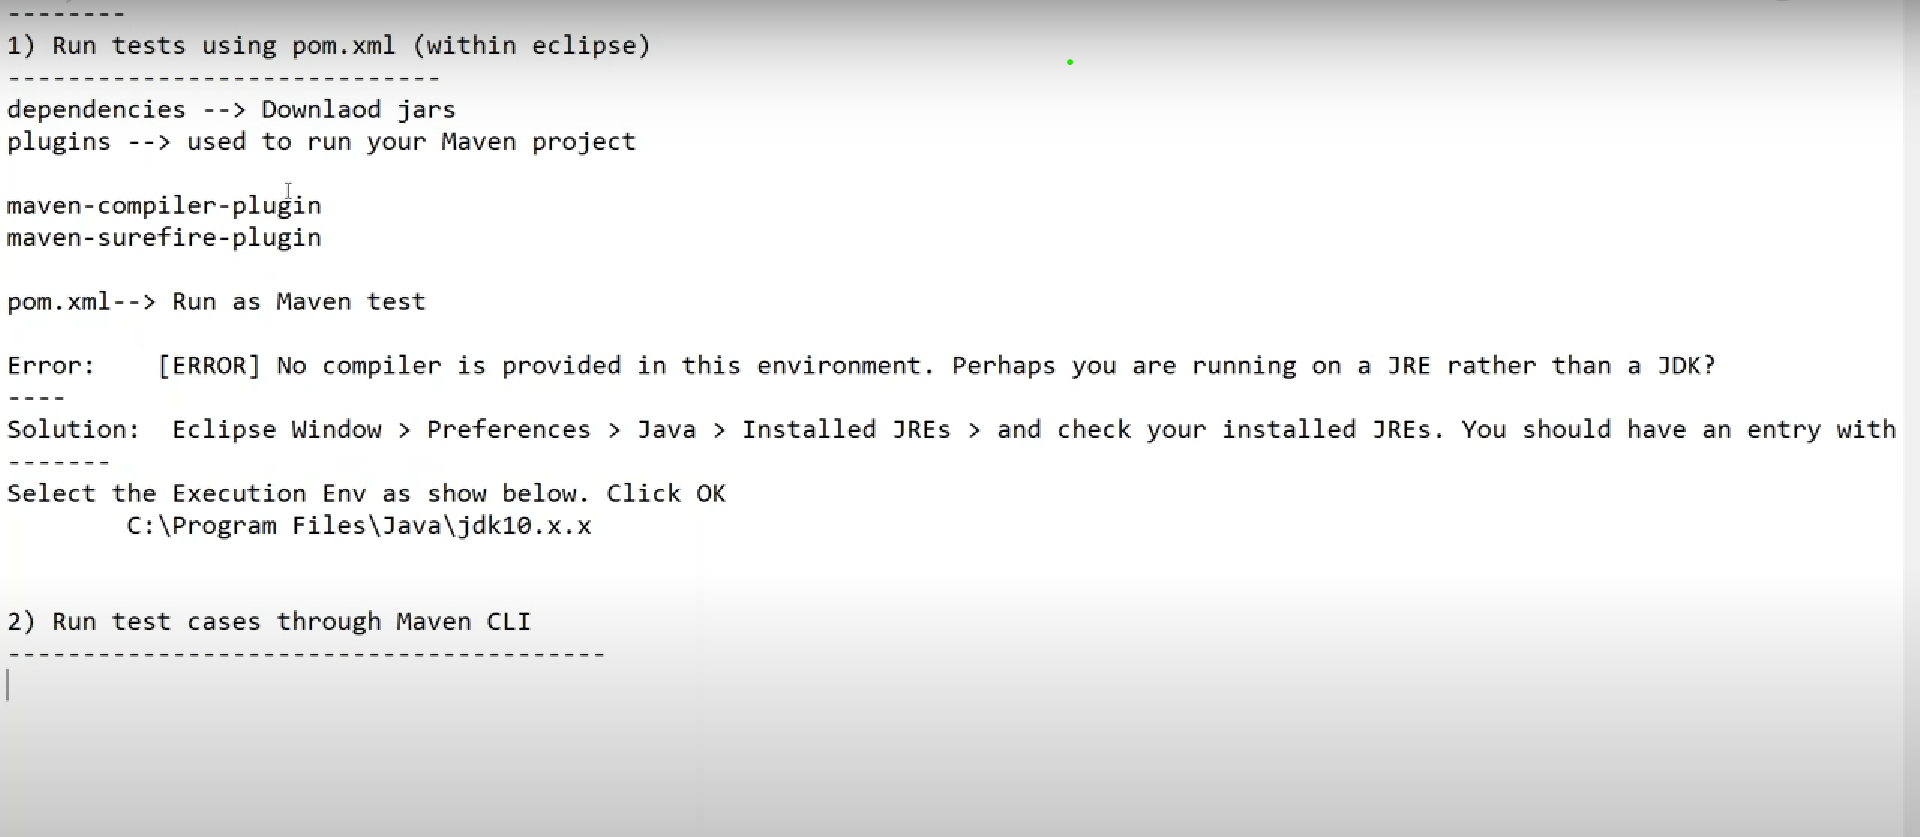 --------
1) Run tests using pom.xml (within eclipse)
-----------------------------
dependencies --> Downlaod jars
plugins --> used to run your Maven project
maven-compiler-plugin
maven-surefire-plugin
pom.xml--> Run as Maven test
Error:    [ERROR] No compiler is provided in this environment. Perhaps you are running on a JRE rather than a JDK?
----
Solution:  Eclipse Window > Preferences > Java > Installed JREs > and check your installed JREs. You should have an entry with
-------
Select the Execution Env as show below. Click OK
        C:\Program Files\Java\jdk10.x.x
2) Run test cases through Maven CLI
----------------------------------------